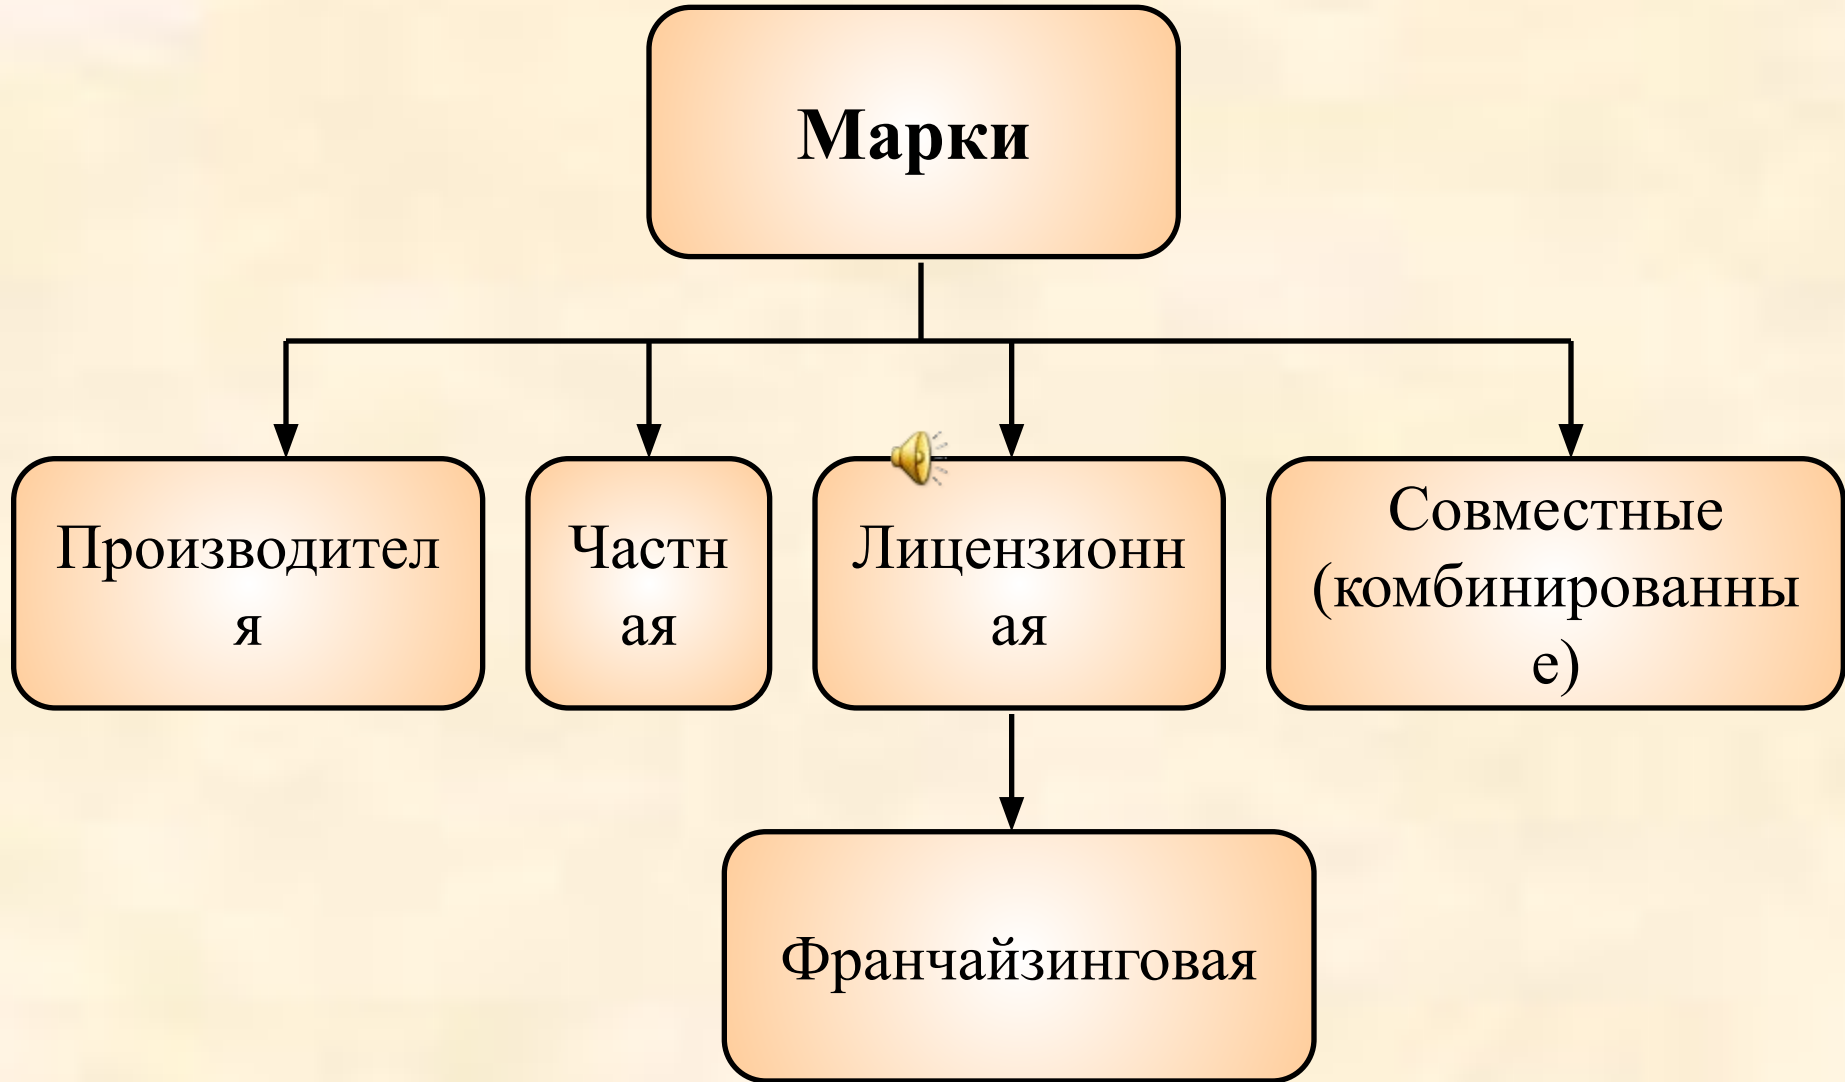 Марки
Производител
я
Частн
ая
Лицензионн
ая
Совместные
(комбинированны
е)
Франчайзинговая